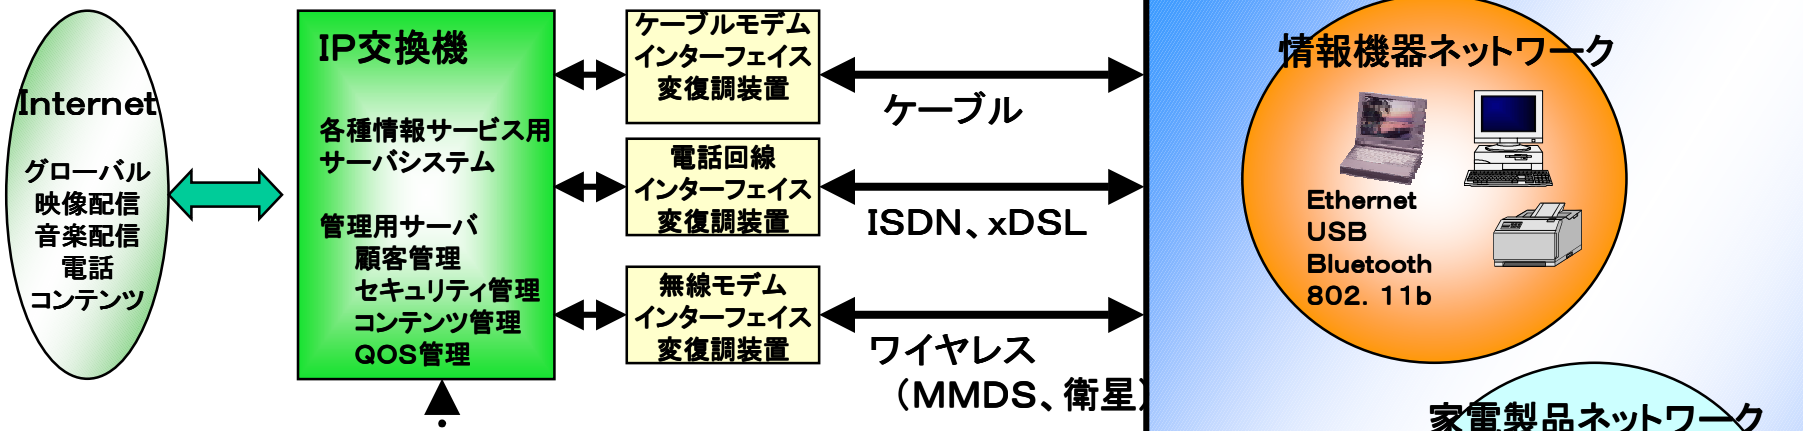 Internet
グローバル
映像配信
音楽配信
電話
コンテンツ
IP交換機
各種情報サービス用
サーバシステム
管理用サーバ
顧客管理
セキュリティ管理
コンテンツ管理
QOS管理
ケーブルモデム
インターフェイス
変復調装置
電話回線
インターフェイス
変復調装置
無線モデム
インターフェイス
変復調装置
ケーブル
ISDN、xDSL
ワイヤレス
（MMDS、衛星）
情報機器ネットワーク
Ethernet
USB
Bluetooth
802. 11b
家電製品ネットワーク